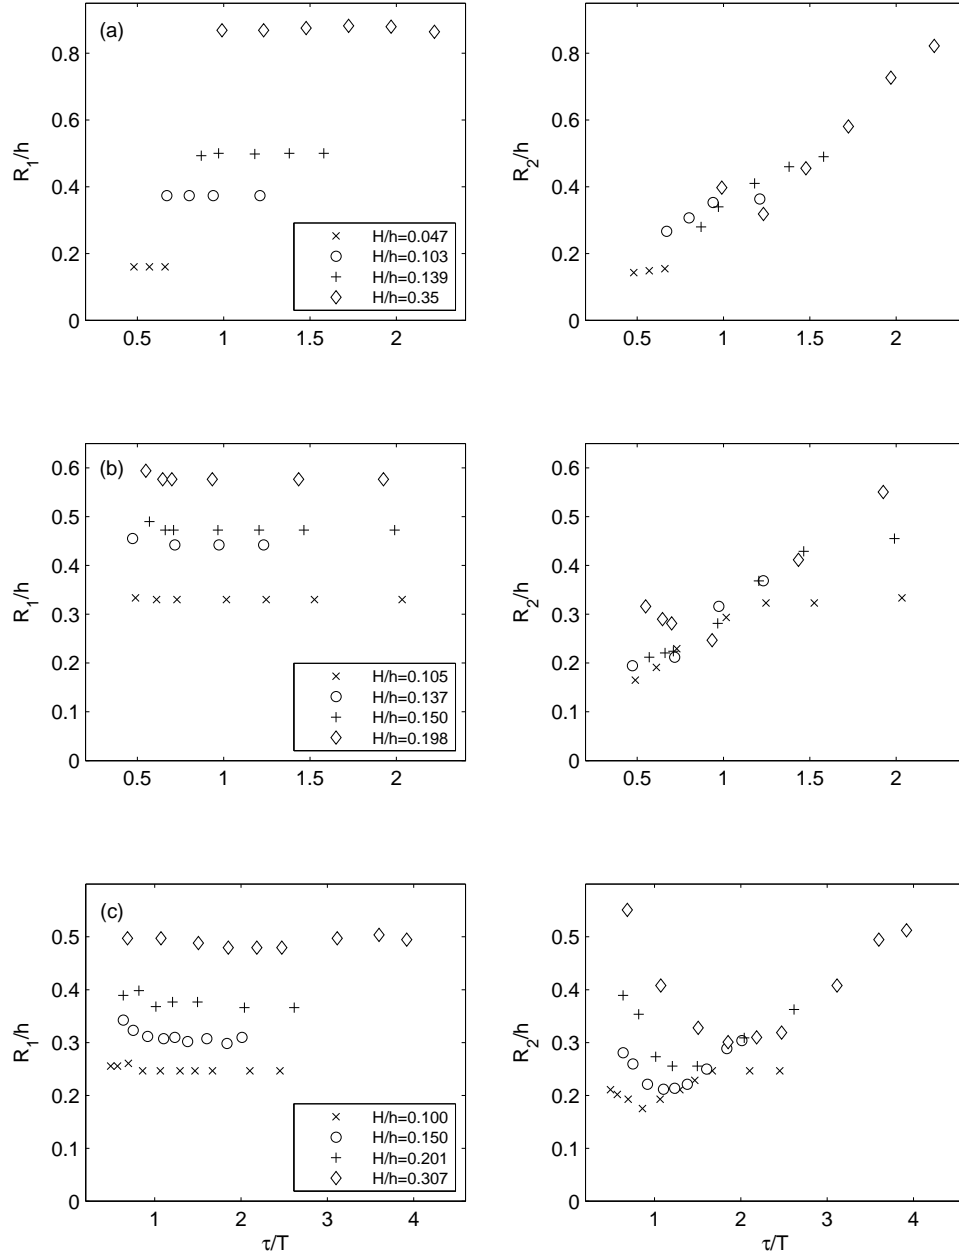 (a)
R1/h
0.8
0.6
0.4
0.2
0
0.5 1 1.5 2
H/h=0.047
H/h=0.103
H/h=0.139
H/h=0.35
R2/h
0.8
0.6
0.4
0.2
0
0.5 1 1.5 2
(b)
R1/h
0.6
0.5
0.4
0.3
0.2
0.1
0
0.5 1 1.5 2
H/h=0.105
H/h=0.137
H/h=0.150
H/h=0.198
R2/h
0.6
0.5
0.4
0.3
0.2
0.1
0
0.5 1 1.5 2
(c)
R1/h
0.5
0.4
0.3
0.2
0.1
0
1 2 3 4
τ/T
H/h=0.100
H/h=0.150
H/h=0.201
H/h=0.307
R2/h
0.5
0.4
0.3
0.2
0.1
0
1 2 3 4
τ/T